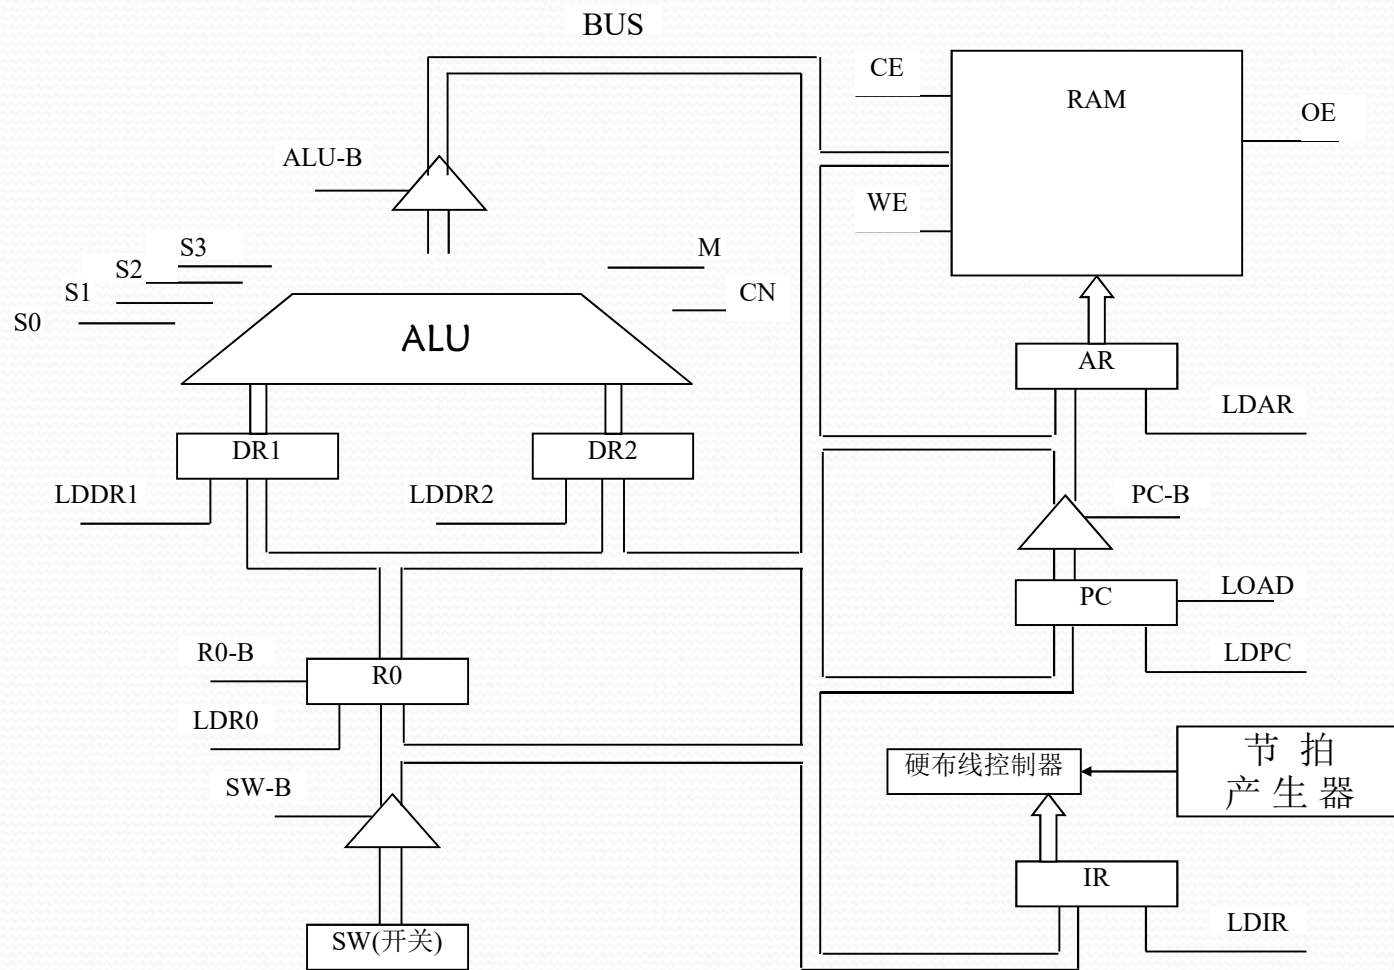 BUS
CE
RAM
OE
ALU-B
WE
S3
M
S2
S1
CN
S0
ALU
AR
LDAR
DR1
DR2
LDDR1
LDDR2
PC-B
PC
LOAD
R0-B
R0
LDPC
LDR0
硬布线控制器
节 拍
产 生 器
SW-B
IR
LDIR
SW(开关)